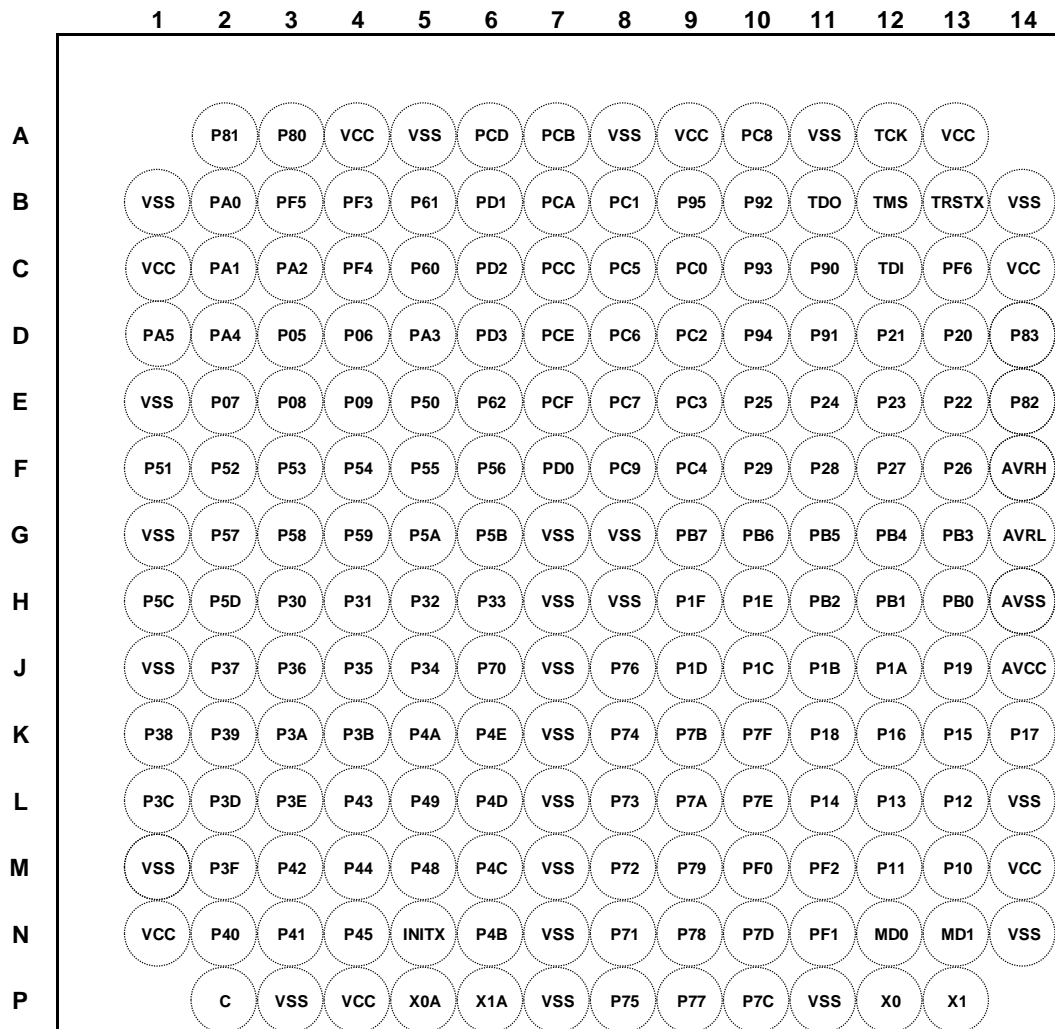 1 2 3 4 5 6 7 8 9 10 11 12 13 14
A P81 P80 VCC VSS PCD PCB VSS VCC PC8 VSS TCK VCC
B VSS PA0 PF5 PF3 P61 PD1 PCA PC1 P95 P92 TDO TMS TRSTX VSS
C VCC PA1 PA2 PF4 P60 PD2 PCC PC5 PC0 P93 P90 TDI PF6 VCC
D PA5 PA4 P05 P06 PA3 PD3 PCE PC6 PC2 P94 P91 P21 P20 P83
E VSS P07 P08 P09 P50 P62 PCF PC7 PC3 P25 P24 P23 P22 P82
F P51 P52 P53 P54 P55 P56 PD0 PC9 PC4 P29 P28 P27 P26 AVRH
G VSS P57 P58 P59 P5A P5B VSS VSS PB7 PB6 PB5 PB4 PB3 AVRL
H P5C P5D P30 P31 P32 P33 VSS VSS P1F P1E PB2 PB1 PB0 AVSS
J VSS P37 P36 P35 P34 P70 VSS P76 P1D P1C P1B P1A P19 AVCC
K P38 P39 P3A P3B P4A P4E VSS P74 P7B P7F P18 P16 P15 P17
L P3C P3D P3E P43 P49 P4D VSS P73 P7A P7E P14 P13 P12 VSS
M VSS P3F P42 P44 P48 P4C VSS P72 P79 PF0 PF2 P11 P10 VCC
N VCC P40 P41 P45 INITX P4B VSS P71 P78 P7D PF1 MD0 MD1 VSS
P C VSS VCC X0A X1A VSS P75 P77 P7C VSS X0 X1